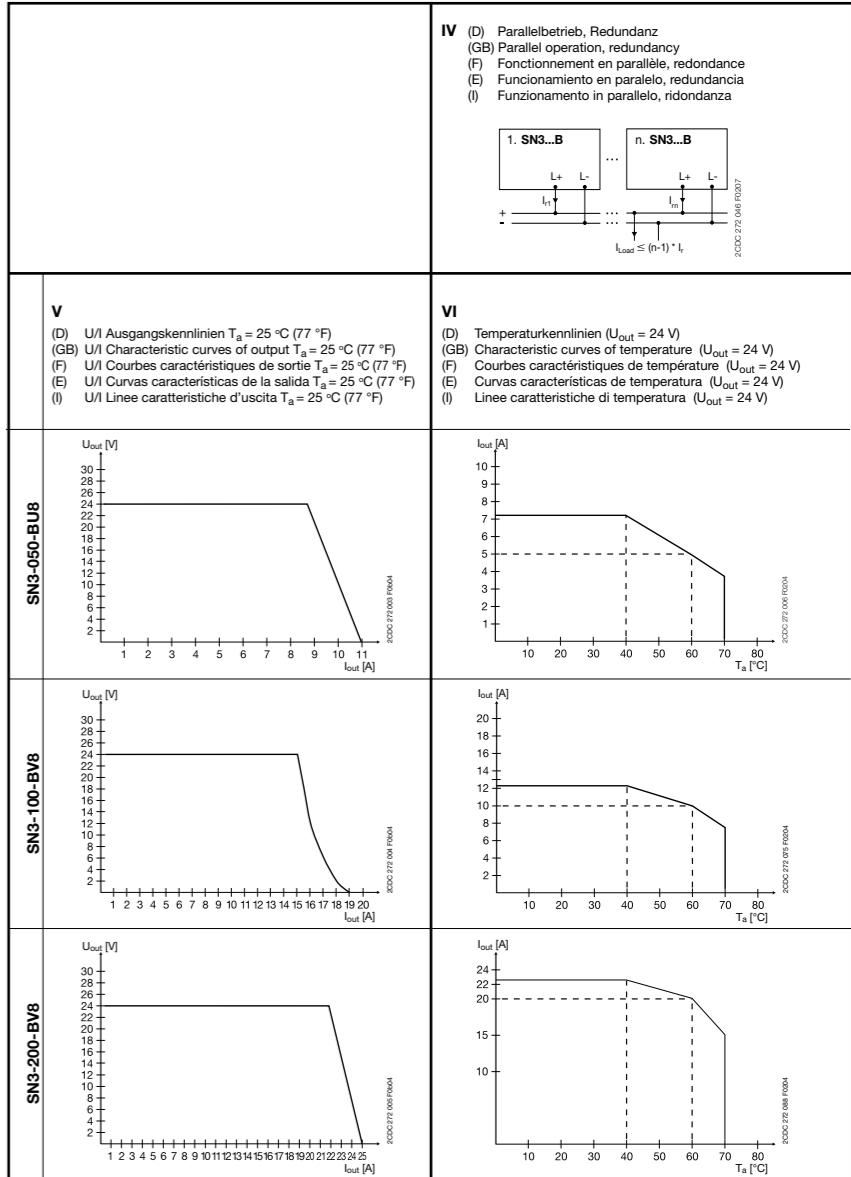 IV (D) Parallelbetrieb, Redundanz
(GB) Parallel operation, redundancy
(F) Fonctionnement en parallèle, redondance
(E) Funcionamiento en paralelo, redundancia
(I) Funzionamento in parallelo, ridondanza
1. SN3...B ... n. SN3...B
L+ L- L+ L-
Ir1 Irn
+ ...
- ...
ILoad ≤ (n-1) * Ir
2CDC 272 046 F0207
V
(D) U/I Ausgangskennlinien Ta = 25 °C (77 °F)
(GB) U/I Characteristic curves of output Ta = 25 °C (77 °F)
(F) U/I Courbes caractéristiques de sortie Ta = 25 °C (77 °F)
(E) U/I Curvas características de la salida Ta = 25 °C (77 °F)
(I) U/I Linee caratteristiche d'uscita Ta = 25 °C (77 °F)
VI
(D) Temperaturkennlinien (Uout = 24 V)
(GB) Characteristic curves of temperature (Uout = 24 V)
(F) Courbes caractéristiques de température (Uout = 24 V)
(E) Curvas características de temperatura (Uout = 24 V)
(I) Linee caratteristiche di temperatura (Uout = 24 V)
SN3-050-BU8
Uout [V]
30
28
26
24
22
20
18
16
14
12
10
8
6
4
2
1 2 3 4 5 6 7 8 9 10 11
Iout [A]
2CDC 272 003 F0b04
Iout [A]
10
9
8
7
6
5
4
3
2
1
10 20 30 40 50 60 70 80
Ta [°C]
2CDC 272 006 F0204
SN3-100-BV8
Uout [V]
30
28
26
24
22
20
18
16
14
12
10
8
6
4
2
1 2 3 4 5 6 7 8 9 10 11 12 13 14 15 16 17 18 19 20
Iout [A]
2CDC 272 004 F0b04
Iout [A]
20
18
16
14
12
10
8
6
4
2
10 20 30 40 50 60 70 80
Ta [°C]
2CDC 272 075 F0204
SN3-200-BV8
Uout [V]
30
28
26
24
22
20
18
16
14
12
10
8
6
4
2
1 2 3 4 5 6 7 8 9 10 11 12 13 14 15 16 17 18 19 20 21 22 23 24 25
Iout [A]
2CDC 272 005 F0b04
Iout [A]
24
22
20
15
10
10 20 30 40 50 60 70 80
Ta [°C]
2CDC 272 088 F0204